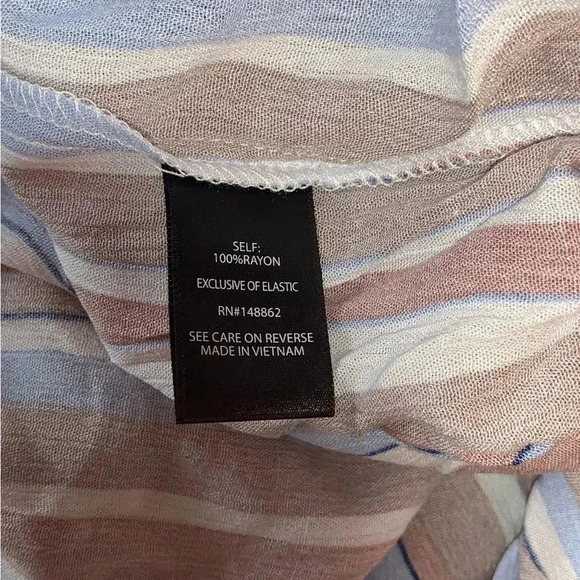 SELF:
100%RAYON
EXCLUSIVE OF ELASTIC
RN#148862
SEE CARE ON REVERSE
MADE IN VIETNAM